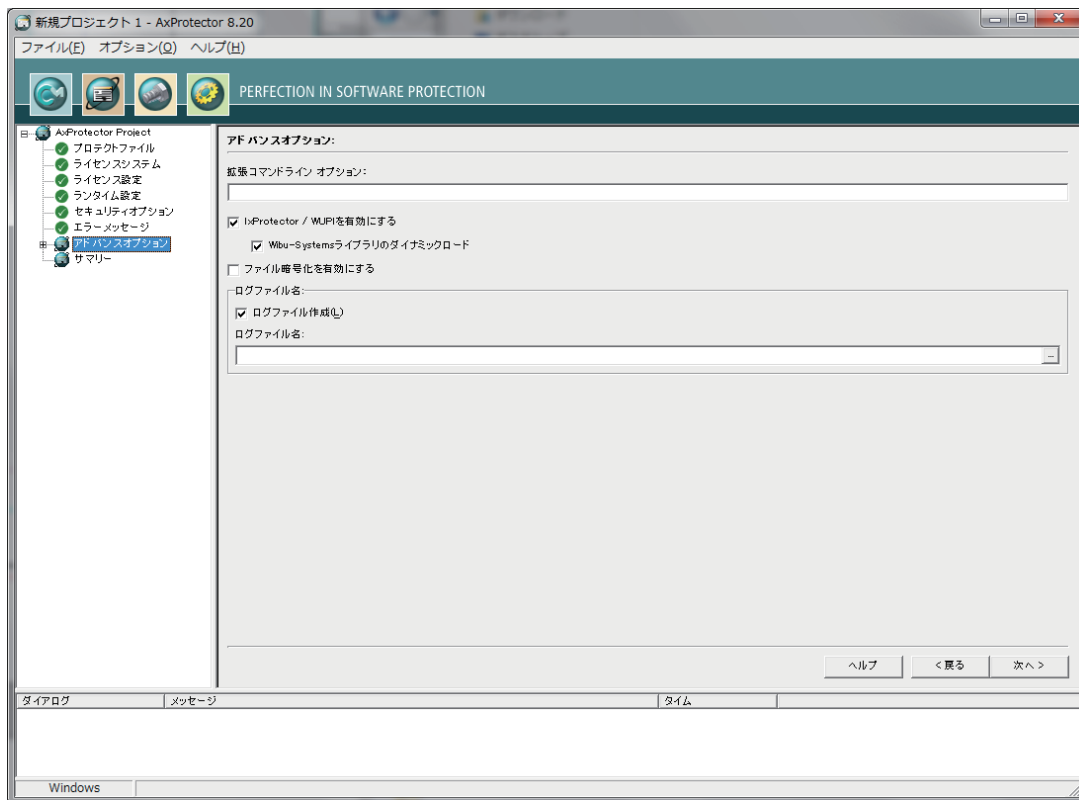 新規プロジェクト 1 - AxProtector 8.20
ファイル(F) オプション(O) ヘルプ(H)
PERFECTION IN SOFTWARE PROTECTION
AxProtector Project
プロテクトファイル
ライセンスシステム
ライセンス設定
ランタイム設定
セキュリティオプション
エラーメッセージ
アドバンスオプション
サマリー
アドバンスオプション:
拡張コマンドライン オプション:
IxProtector / WUPIを有効にする
Wibu-Systemsライブラリのダイナミックロード
ファイル暗号化を有効にする
ログファイル名:
ログファイル作成(L)
ログファイル名:
...
ヘルプ <戻る 次へ>
ダイアログ メッセージ タイム
Windows